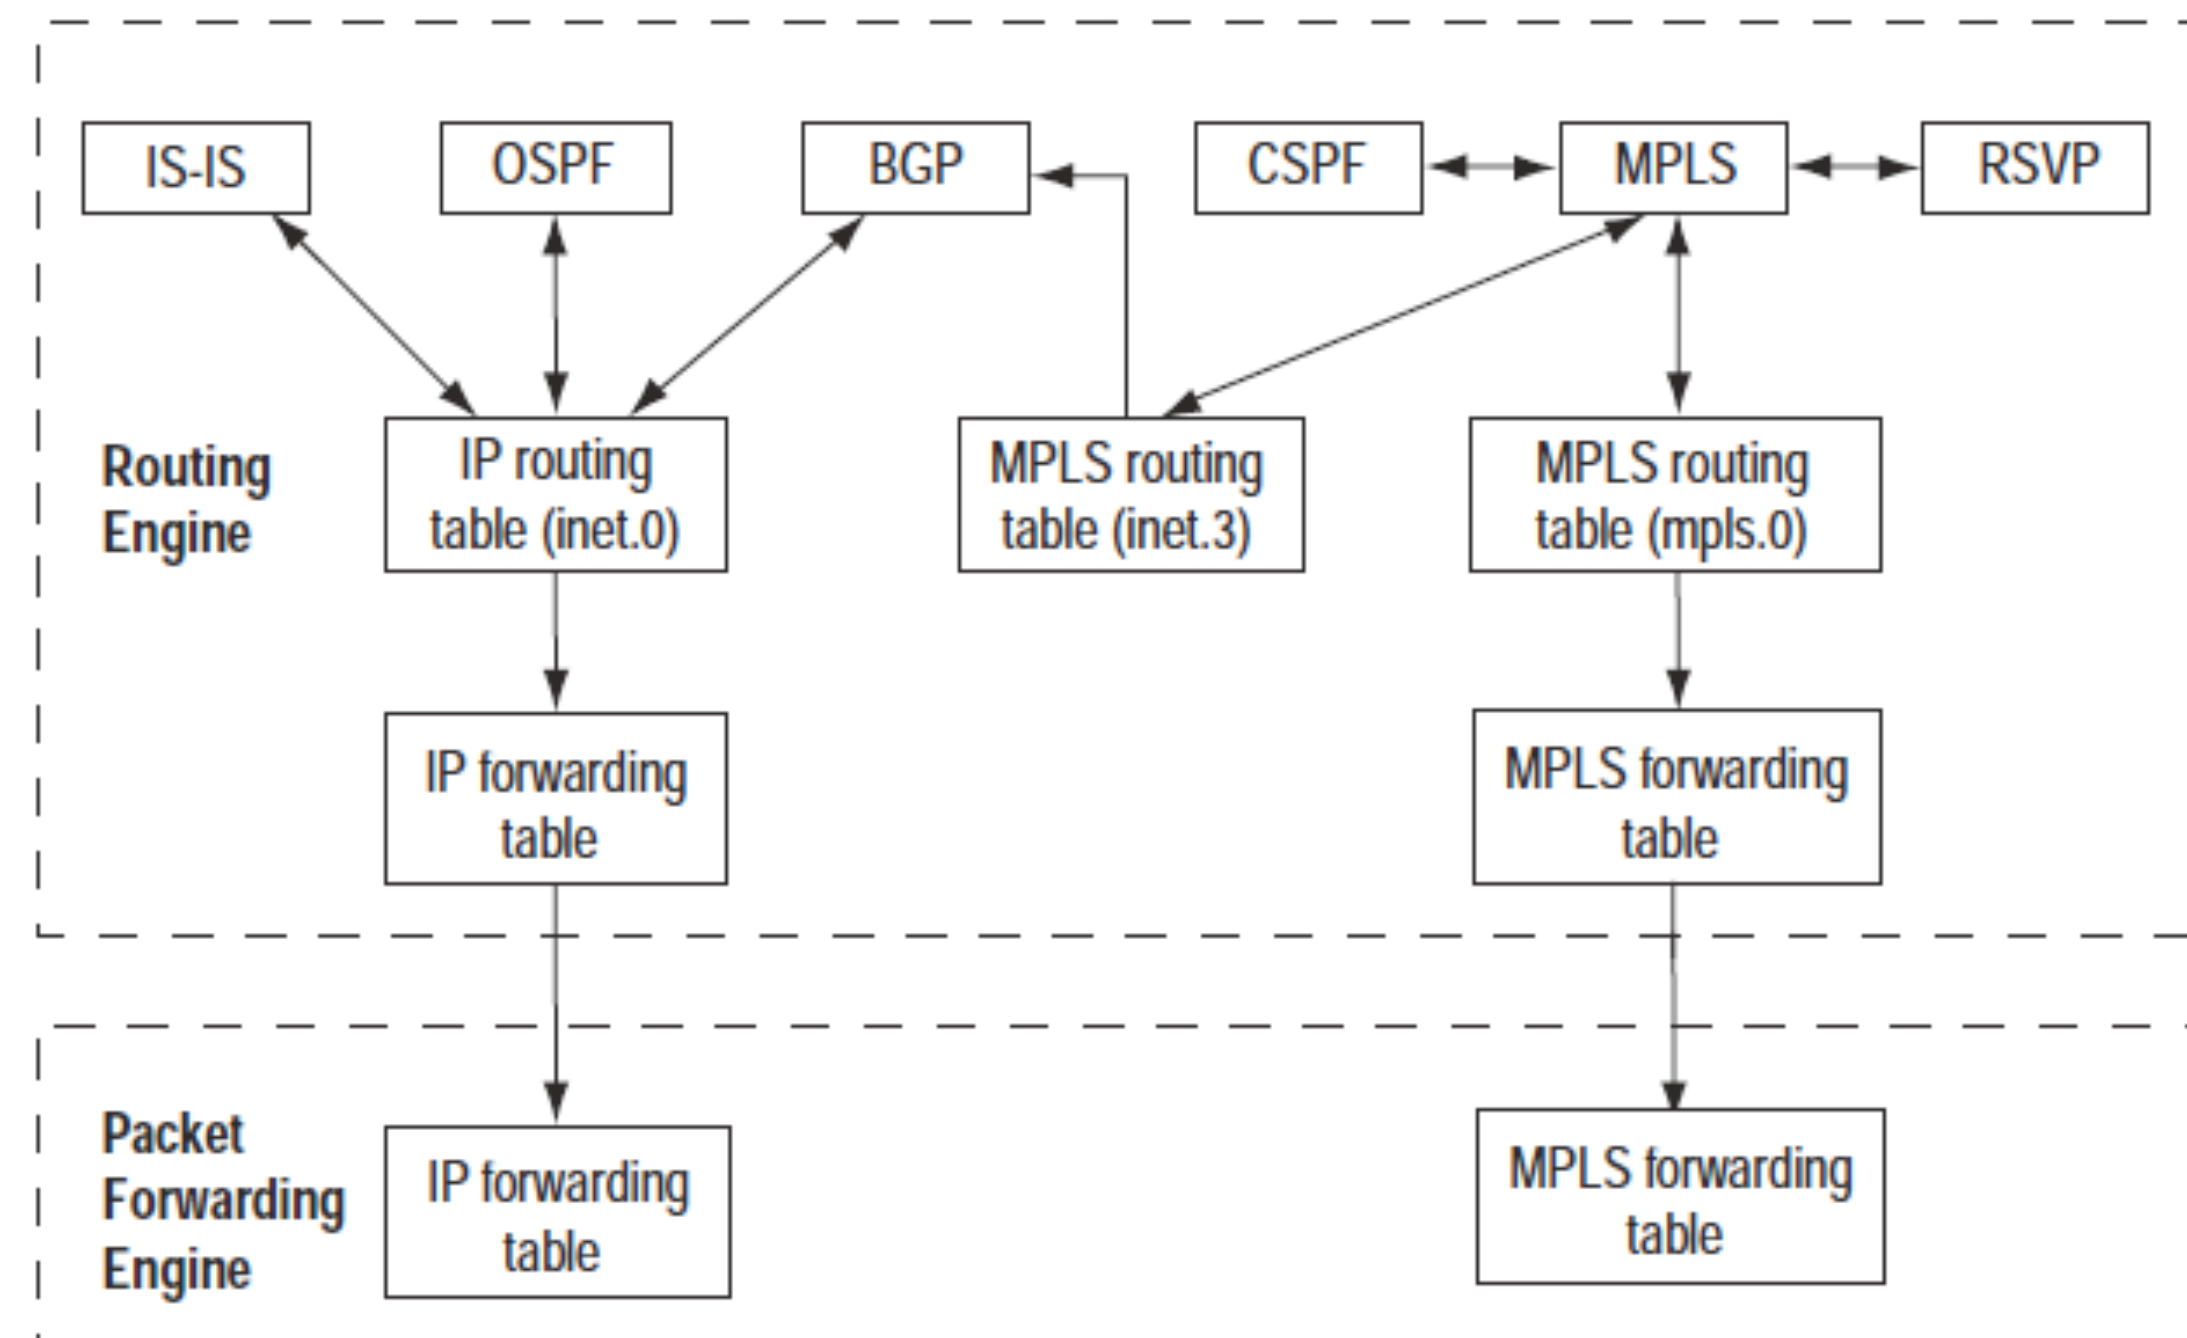 IS-IS
OSPF
BGP
CSPF
MPLS
RSVP
Routing
Engine
IP routing
table (inet.0)
MPLS routing
table (inet.3)
MPLS routing
table (mpls.0)
IP forwarding
table
MPLS forwarding
table
Packet
Forwarding
Engine
IP forwarding
table
MPLS forwarding
table